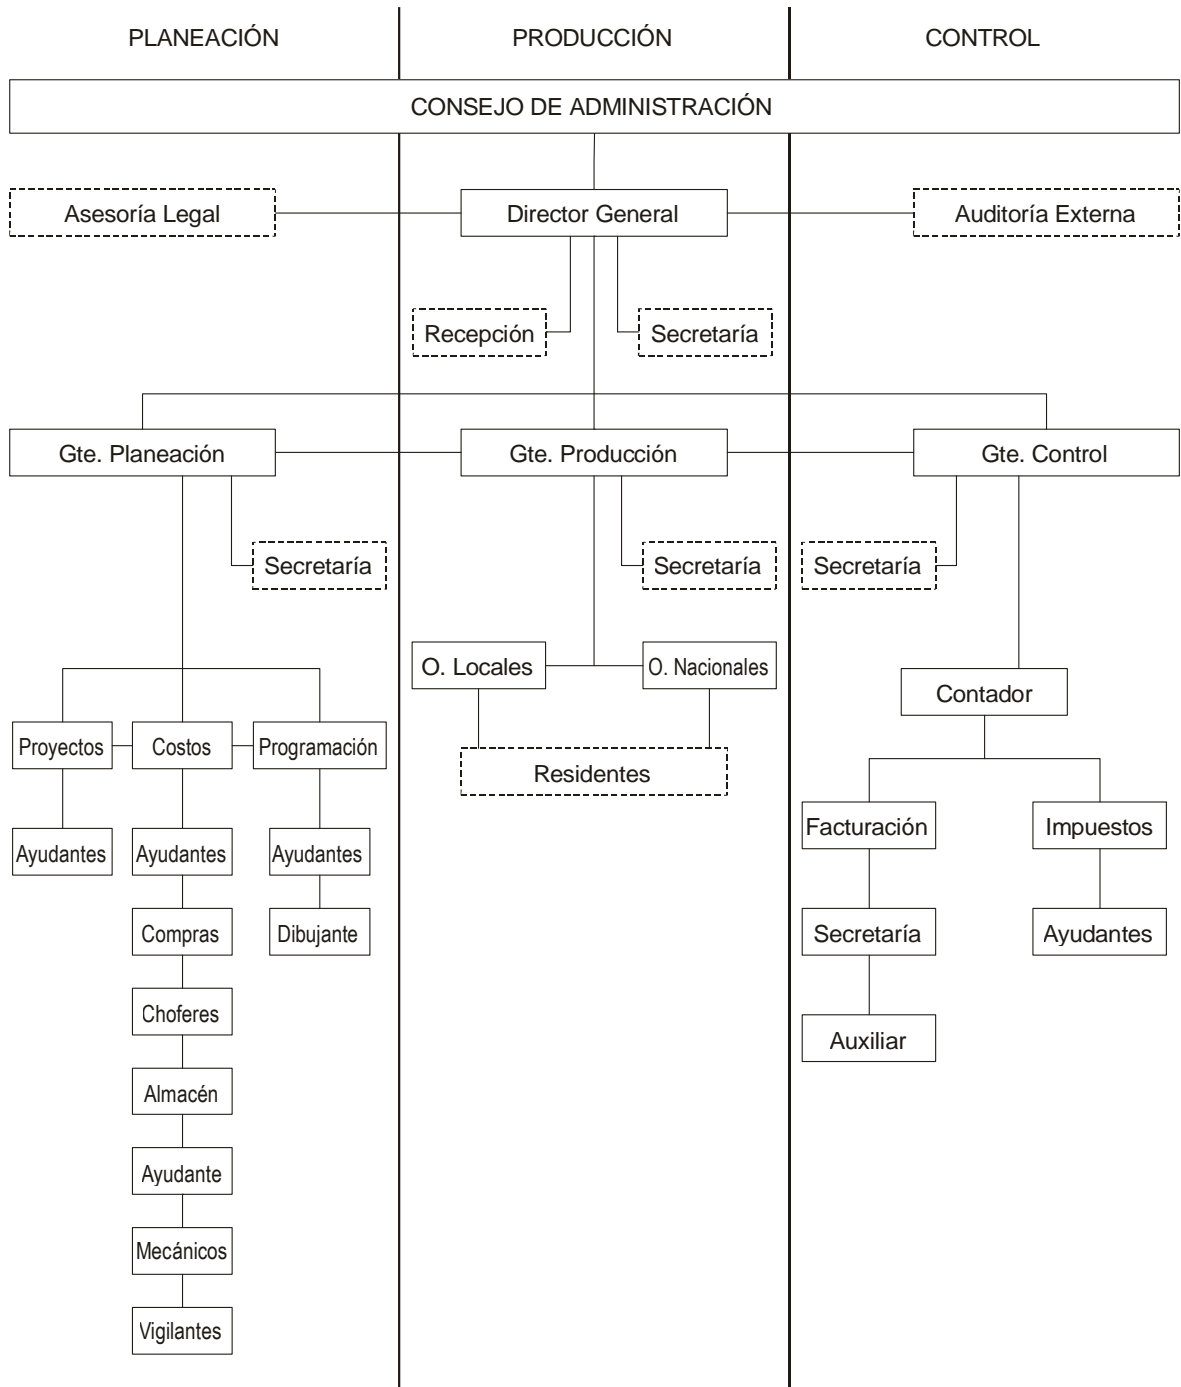 PLANEACIÓN
PRODUCCIÓN
CONTROL
CONSEJO DE ADMINISTRACIÓN
Asesoría Legal
Director General
Auditoría Externa
Recepción
Secretaría
Gte. Planeación
Gte. Producción
Gte. Control
Secretaría
Secretaría
Secretaría
O. Locales
O. Nacionales
Contador
Proyectos
Costos
Programación
Residentes
Facturación
Impuestos
Ayudantes
Ayudantes
Ayudantes
Compras
Dibujante
Secretaría
Ayudantes
Choferes
Auxiliar
Almacén
Ayudante
Mecánicos
Vigilantes